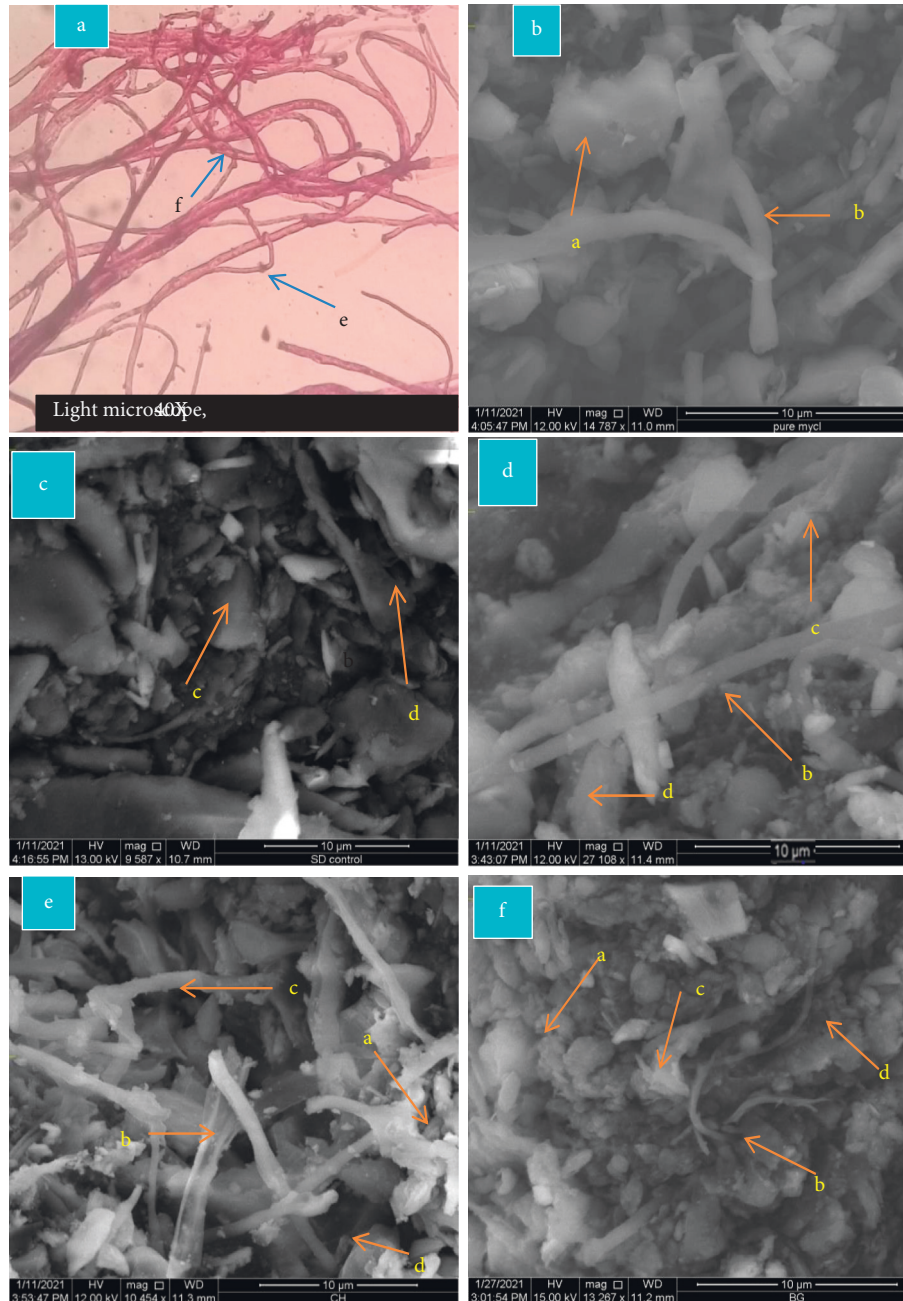 a
f
e
Light microscope, 40X
b
a
b
1/11/2021 HV mag WD 10 µm
4:05:47 PM 12.00 kV 14 787 x 11.0 mm pure mycl
c
c
d
b
1/11/2021 HV mag WD 10 µm
4:16:55 PM 13.00 kV 9 587 x 10.7 mm SD control
d
c
b
d
1/11/2021 HV mag WD 10 µm
3:43:07 PM 12.00 kV 27 108 x 11.4 mm
e
c
a
b
d
1/11/2021 HV mag WD 10 µm
3:53:47 PM 12.00 kV 10 454 x 11.3 mm CH
f
a
c
d
b
1/27/2021 HV mag WD 10 µm
3:01:54 PM 15.00 kV 13 267 x 11.2 mm BG